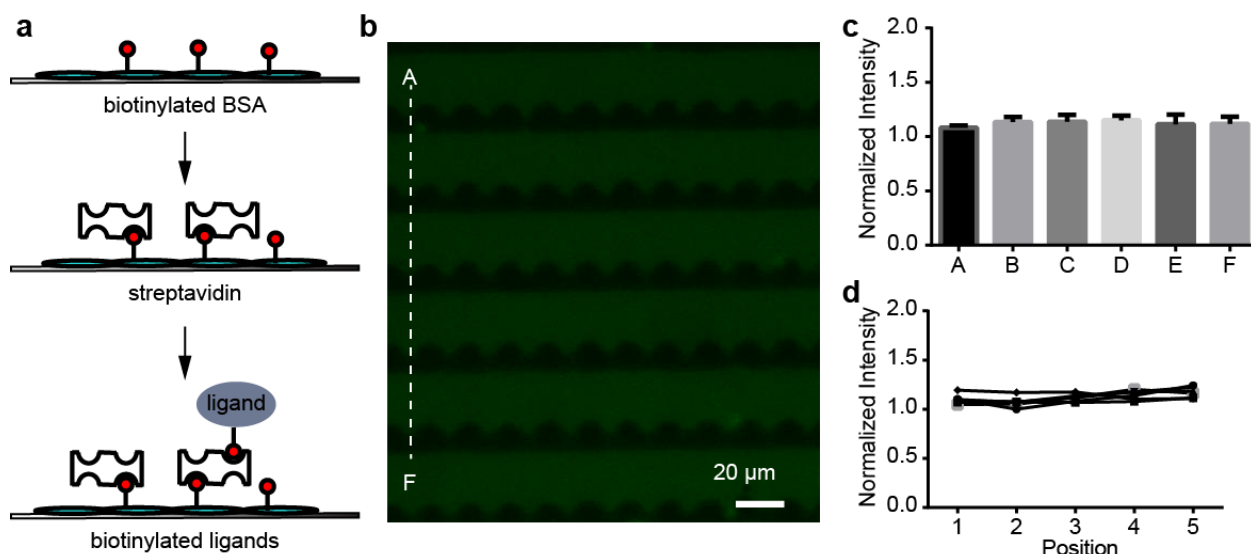 a
biotinylated BSA
streptavidin
ligand
biotinylated ligands
b
A
F
20 µm
c
Normalized Intensity
2.0
1.5
1.0
0.5
0.0
A B C D E F
d
Normalized Intensity
2.0
1.5
1.0
0.5
0.0
1 2 3 4 5
Position